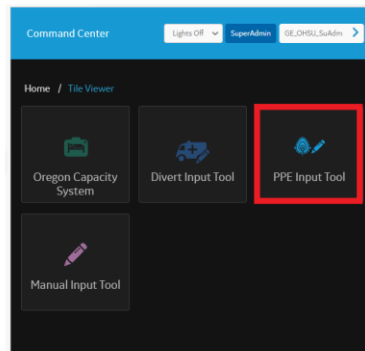 Command Center
Lights Off
SuperAdmin
GE_OHSU_SuAdm
Home / Tile Viewer
Oregon Capacity
System
Divert Input Tool
PPE Input Tool
Manual Input Tool